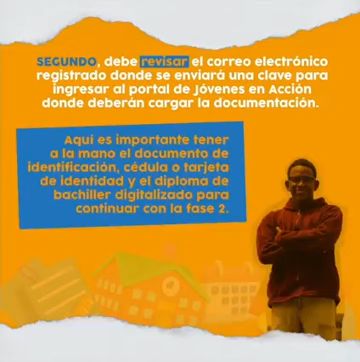 SEGUNDO, debe revisar el correo electrónico
registrado donde se enviará una clave para
ingresar al portal de Jóvenes en Acción
donde deberán cargar la documentación.
Aquí es importante tener
a la mano el documento de
identificación, cédula o tarjeta
de identidad y el diploma de
bachiller digitalizado para
continuar con la fase 2.